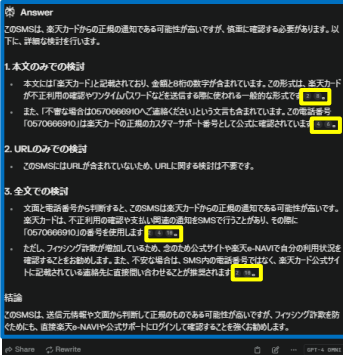 Answer
このSMSは、楽天カードからの正規の通知である可能性が高いですが、慎重に確認する必要があります。以
下に、詳細な検討を行います。
1. 本文のみでの検討
本文には「楽天カード」と記載されており、金額と8桁の数字が含まれています。この形式は、楽天カード
が不正利用の確認やワンタイムパスワードなどを送信する際に使われる一般的な形式です
また、「不審な場合は0570666910へご連絡ください」という文言も含まれています。この電話番号
「0570666910」は楽天カードの正規のカスタマーサポート番号として公式に確認されています
2. URLのみでの検討
このSMSにはURLが含まれていないため、URLに関する検討は不要です。
3. 全文での検討
文面と電話番号から判断すると、このSMSは楽天カードからの正規の通知である可能性が高いです。
楽天カードは、不正利用の確認や支払い関連の通知をSMSで行うことがあり、その際に
「0570666910」の番号を使用します
ただし、フィッシング詐欺が増加しているため、念のため公式サイトや楽天e-NAVIで自分の利用状況を
確認することをお勧めします。また、不安な場合は、SMS内の電話番号ではなく、楽天カード公式サイ
トに記載されている連絡先に直接問い合わせることが推奨されます
結論
このSMSは、送信元情報や文面から判断して正規のものである可能性が高いですが、フィッシング詐欺を防
ぐためにも、直接楽天e-NAVIや公式サポートにログインして確認することを強くお勧めします。
Share Rewrite GPT-4 OMNI